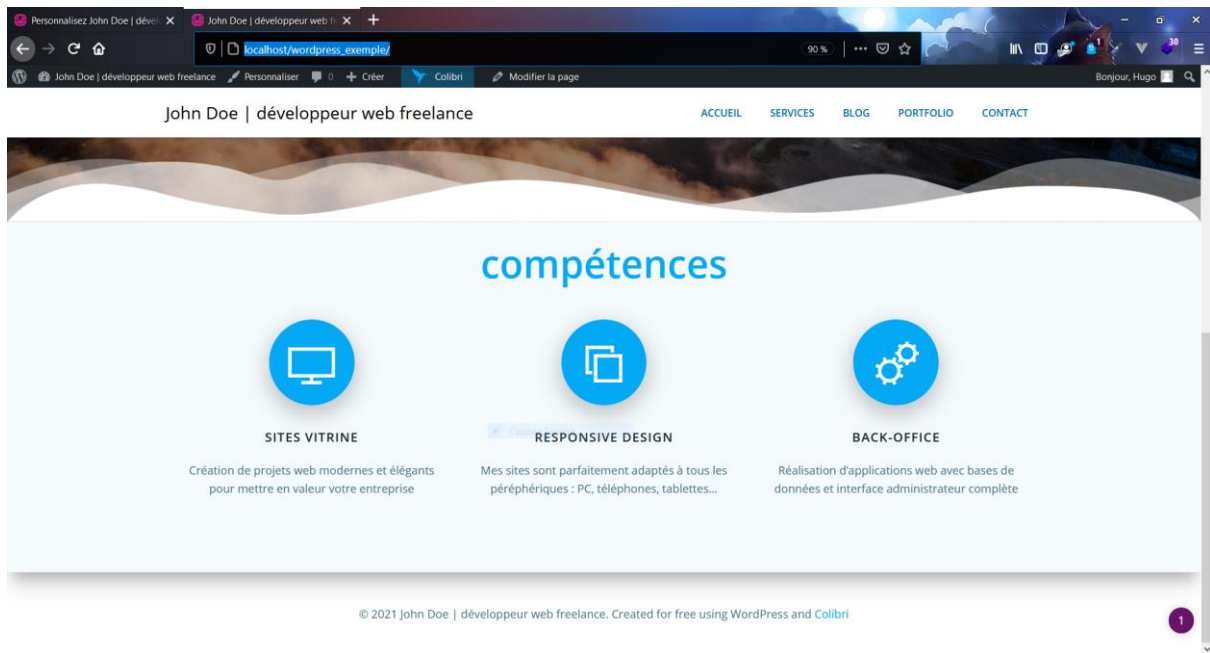 Personnalisez John Doe | dével
John Doe | développeur web fr
localhost/wordpress_exemple/
90 %
1
30
John Doe | développeur web freelance
Personnaliser
0
Créer
Colibri
Modifier la page
Bonjour, Hugo
John Doe | développeur web freelance
ACCUEIL
SERVICES
BLOG
PORTFOLIO
CONTACT
compétences
SITES VITRINE
Création de projets web modernes et élégants
pour mettre en valeur votre entreprise
RESPONSIVE DESIGN
Mes sites sont parfaitement adaptés à tous les
péréphériques : PC, téléphones, tablettes...
BACK-OFFICE
Réalisation d'applications web avec bases de
données et interface administrateur complète
© 2021 John Doe | développeur web freelance. Created for free using WordPress and Colibri
1